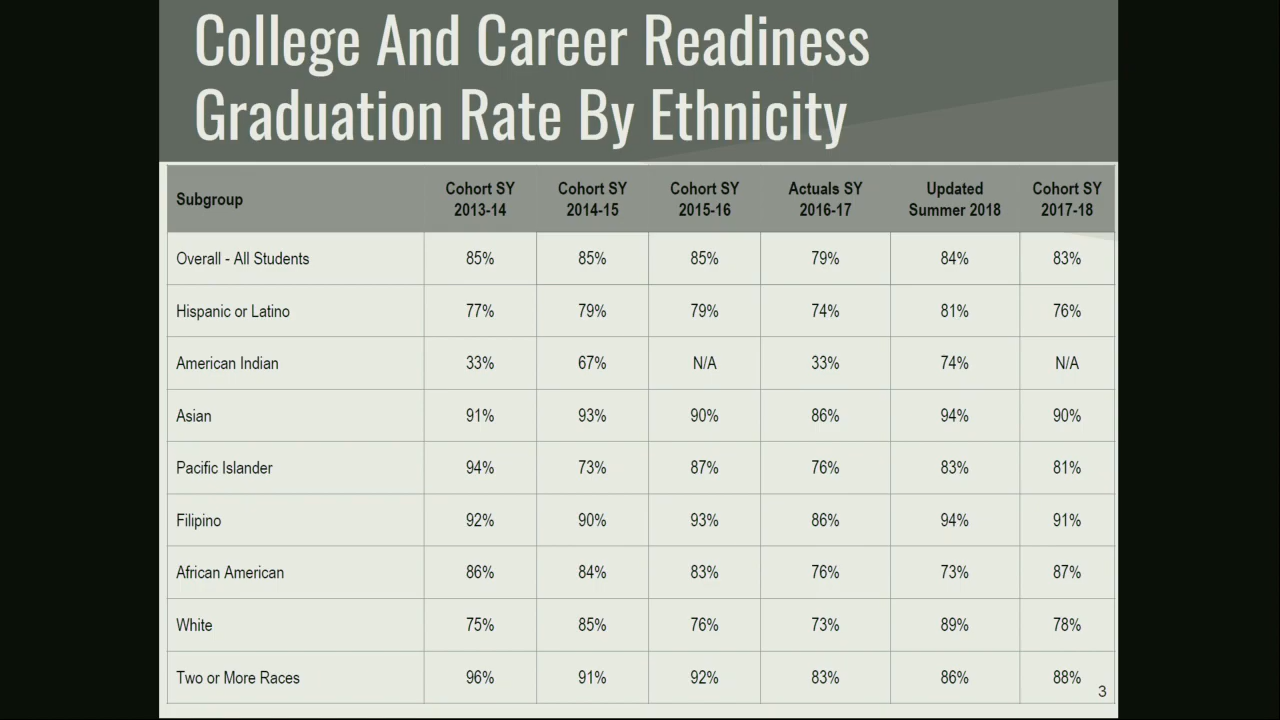 College And Career Readiness
Graduation Rate By Ethnicity
Subgroup Cohort SY 2013-14 Cohort SY 2014-15 Cohort SY 2015-16 Actuals SY 2016-17 Updated Summer 2018 Cohort SY 2017-18
Overall - All Students 85% 85% 85% 79% 84% 83%
Hispanic or Latino 77% 79% 79% 74% 81% 76%
American Indian 33% 67% N/A 33% 74% N/A
Asian 91% 93% 90% 86% 94% 90%
Pacific Islander 94% 73% 87% 76% 83% 81%
Filipino 92% 90% 93% 86% 94% 91%
African American 86% 84% 83% 76% 73% 87%
White 75% 85% 76% 73% 89% 78%
Two or More Races 96% 91% 92% 83% 86% 88%
3